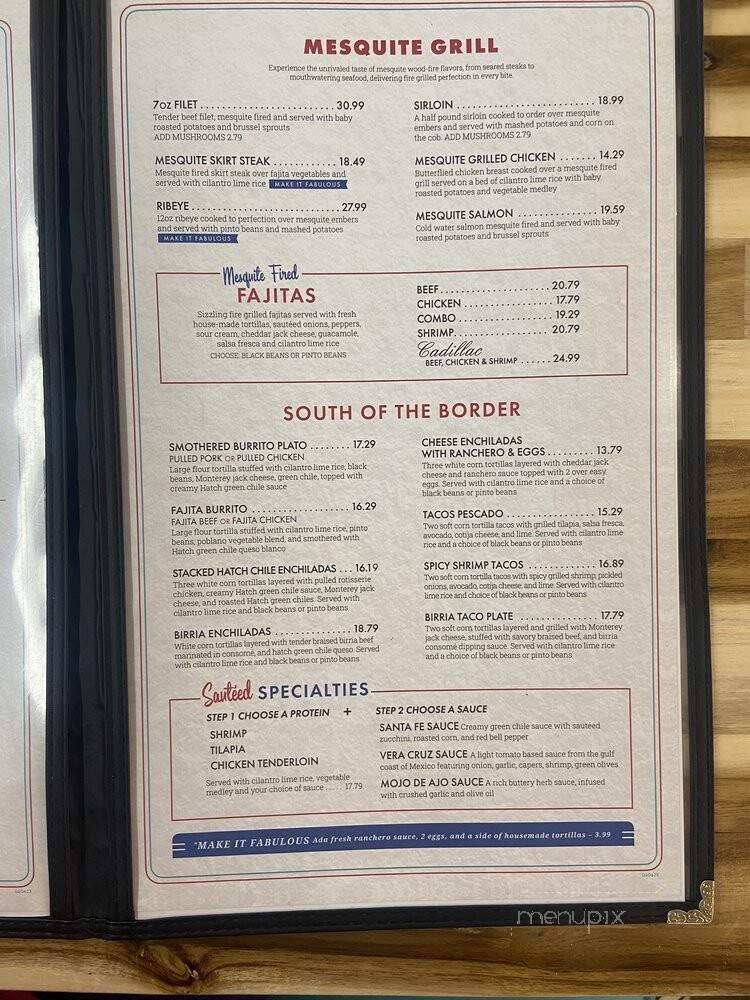 MESQUITE GRILL
Experience the unrivaled taste of mesquite wood-fire flavors, from seared steaks to
mouthwatering seafood, delivering fire grilled perfection in every bite.
7oz FILET . . . . . . . . . . . . . . . . . . . . . . . . . . 30.99
Tender beef filet, mesquite fired and served with baby
roasted potatoes and brussel sprouts
ADD MUSHROOMS 2.79
MESQUITE SKIRT STEAK . . . . . . . . . . . . 18.49
Mesquite fired skirt steak over fajita vegetables and
served with cilantro lime rice MAKE IT FABULOUS
RIBEYE . . . . . . . . . . . . . . . . . . . . . . . . . . . . 27.99
12oz ribeye cooked to perfection over mesquite embers
and served with pinto beans and mashed potatoes
MAKE IT FABULOUS
SIRLOIN . . . . . . . . . . . . . . . . . . . . . . . . . . 18.99
A half pound sirloin cooked to order over mesquite
embers and served with mashed potatoes and corn on
the cob. ADD MUSHROOMS 2.79
MESQUITE GRILLED CHICKEN . . . . . . . 14.29
Butterflied chicken breast cooked over a mesquite fired
grill served on a bed of cilantro lime rice with baby
roasted potatoes and vegetable medley
MESQUITE SALMON . . . . . . . . . . . . . . . 19.59
Cold water salmon mesquite fired and served with baby
roasted potatoes and brussel sprouts
Mesquite Fired
FAJITAS
Sizzling fire grilled fajitas served with fresh
house-made tortillas, sautéed onions, peppers,
sour cream, cheddar jack cheese, guacamole,
salsa fresca and cilantro lime rice
CHOOSE: BLACK BEANS OR PINTO BEANS
BEEF . . . . . . . . . . . . . . . . . . . . . 20.79
CHICKEN . . . . . . . . . . . . . . . . . 17.79
COMBO . . . . . . . . . . . . . . . . . . 19.29
SHRIMP. . . . . . . . . . . . . . . . . . . 20.79
Cadillac
BEEF, CHICKEN & SHRIMP . . . . . . 24.99
SOUTH OF THE BORDER
SMOTHERED BURRITO PLATO . . . . . . . . 17.29
PULLED PORK OR PULLED CHICKEN
Large flour tortilla stuffed with cilantro lime rice, black
beans, Monterey jack cheese, green chile, topped with
creamy Hatch green chile sauce
FAJITA BURRITO . . . . . . . . . . . . . . . . . . . 16.29
FAJITA BEEF OR FAJITA CHICKEN
Large flour tortilla stuffed with cilantro lime rice, pinto
beans, poblano vegetable blend, and smothered with
Hatch green chile queso blanco
STACKED HATCH CHILE ENCHILADAS . . . 16.19
Three white corn tortillas layered with pulled rotisserie
chicken, creamy Hatch green chile sauce, Monterey jack
cheese, and roasted Hatch green chiles. Served with
cilantro lime rice and black beans or pinto beans
BIRRIA ENCHILADAS . . . . . . . . . . . . . . . 18.79
White corn tortillas layered with tender braised birria beef
marinated in consomé, and hatch green chile queso. Served
with cilantro lime rice and black beans or pinto beans
CHEESE ENCHILADAS
WITH RANCHERO & EGGS . . . . . . . . . 13.79
Three white corn tortillas layered with cheddar jack
cheese and ranchero sauce topped with 2 over easy
eggs. Served with cilantro lime rice and a choice of
black beans or pinto beans
TACOS PESCADO . . . . . . . . . . . . . . . . . 15.29
Two soft corn tortilla tacos with grilled tilapia, salsa fresca,
avocado, cotija cheese, and lime. Served with cilantro lime
rice and a choice of black beans or pinto beans
SPICY SHRIMP TACOS . . . . . . . . . . . . . 16.89
Two soft corn tortilla tacos with spicy grilled shrimp, pickled
onions, avocado, cotija cheese, and lime. Served with cilantro
lime rice and choice of black beans or pinto beans
BIRRIA TACO PLATE . . . . . . . . . . . . . . . 17.79
Two soft corn tortillas layered and grilled with Monterey
jack cheese, stuffed with savory braised beef, and birria
consomé dipping sauce. Served with cilantro lime rice
and a choice of black beans or pinto beans
Sautéed SPECIALTIES
STEP 1 CHOOSE A PROTEIN +
SHRIMP
TILAPIA
CHICKEN TENDERLOIN
Served with cilantro lime rice, vegetable
medley and your choice of sauce . . . . . 17.79
STEP 2 CHOOSE A SAUCE
SANTA FE SAUCE Creamy green chile sauce with sautéed
zucchini, roasted corn, and red bell pepper
VERA CRUZ SAUCE A light tomato based sauce from the gulf
coast of Mexico featuring onion, garlic, capers, shrimp, green olives
MOJO DE AJO SAUCE A rich buttery herb sauce, infused
with crushed garlic and olive oil
*MAKE IT FABULOUS Ada fresh ranchero sauce, 2 eggs, and a side of housemade tortillas – 3.99
menupix